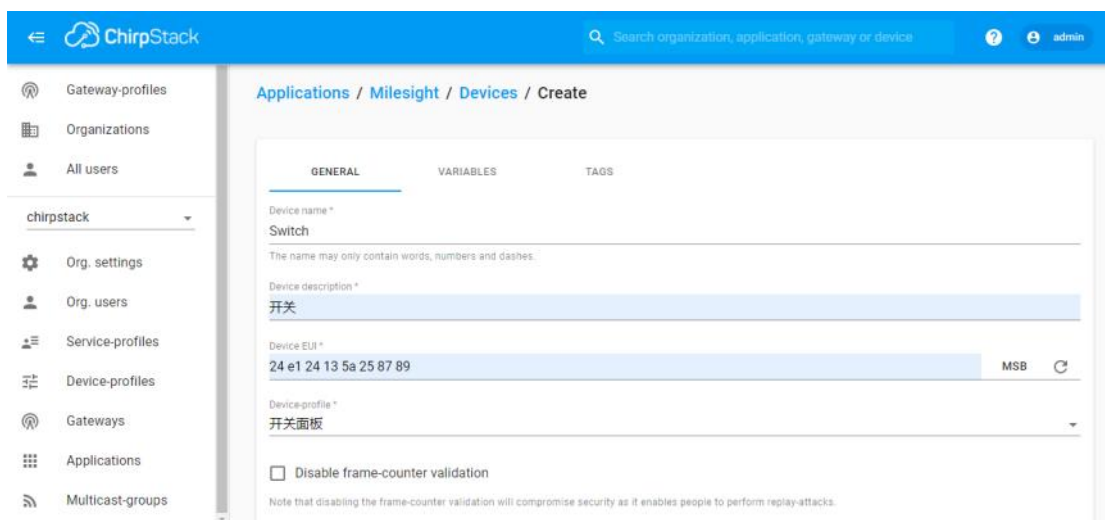 ChirpStack
Search organization, application, gateway or device
? admin
Gateway-profiles
Organizations
All users
chirpstack
Org. settings
Org. users
Service-profiles
Device-profiles
Gateways
Applications
Multicast-groups
Applications / Milesight / Devices / Create
GENERAL VARIABLES TAGS
Device name *
Switch
The name may only contain words, numbers and dashes.
Device description *
开关
Device EUI *
24 e1 24 13 5a 25 87 89 MSB
Device-profile *
开关面板
Disable frame-counter validation
Note that disabling the frame-counter validation will compromise security as it enables people to perform replay-attacks.